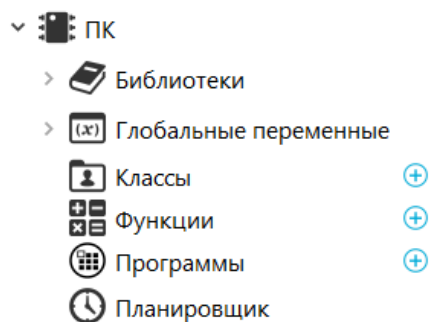 ПК
Библиотеки
(x) Глобальные переменные
Классы
Функции
Программы
Планировщик